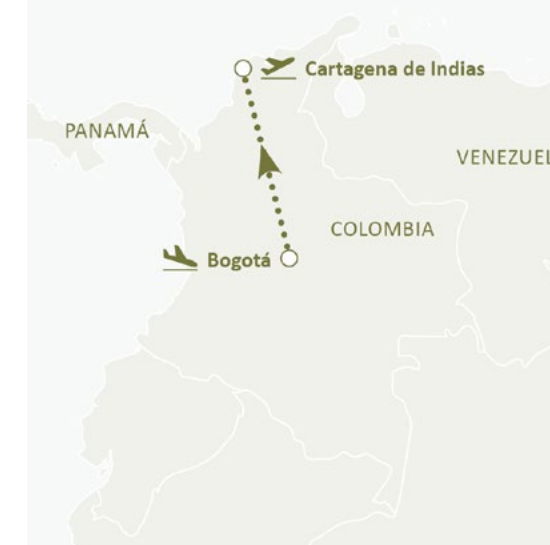 Cartagena de Indias
PANAMÁ
VENEZUEL
COLOMBIA
Bogotá